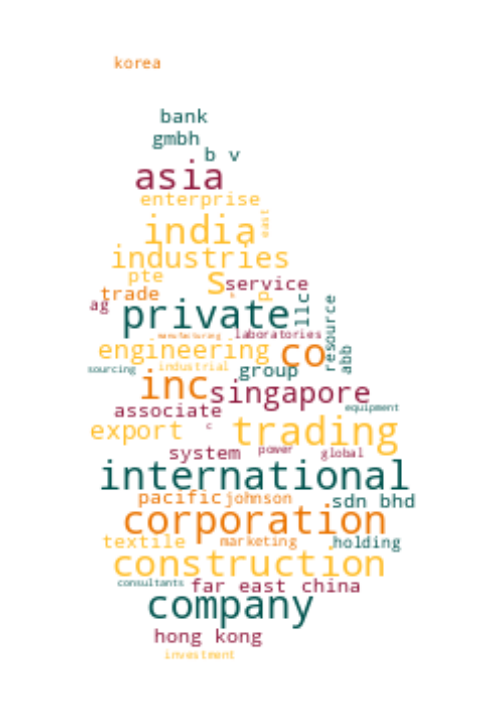 korea
bank
gmbh
b v
asia
enterprise
india
east
industries
pte
s
service
trade
p
ag
private
llc
resource
manufacturing
laboratories
engineering
co
abb
sourcing
industrial
group
inc
singapore
associate
equipment
export
c
trading
system
power
global
international
pacific
johnson
sdn bhd
corporation
textile
marketing
holding
construction
consultants
far east china
company
hong kong
investment